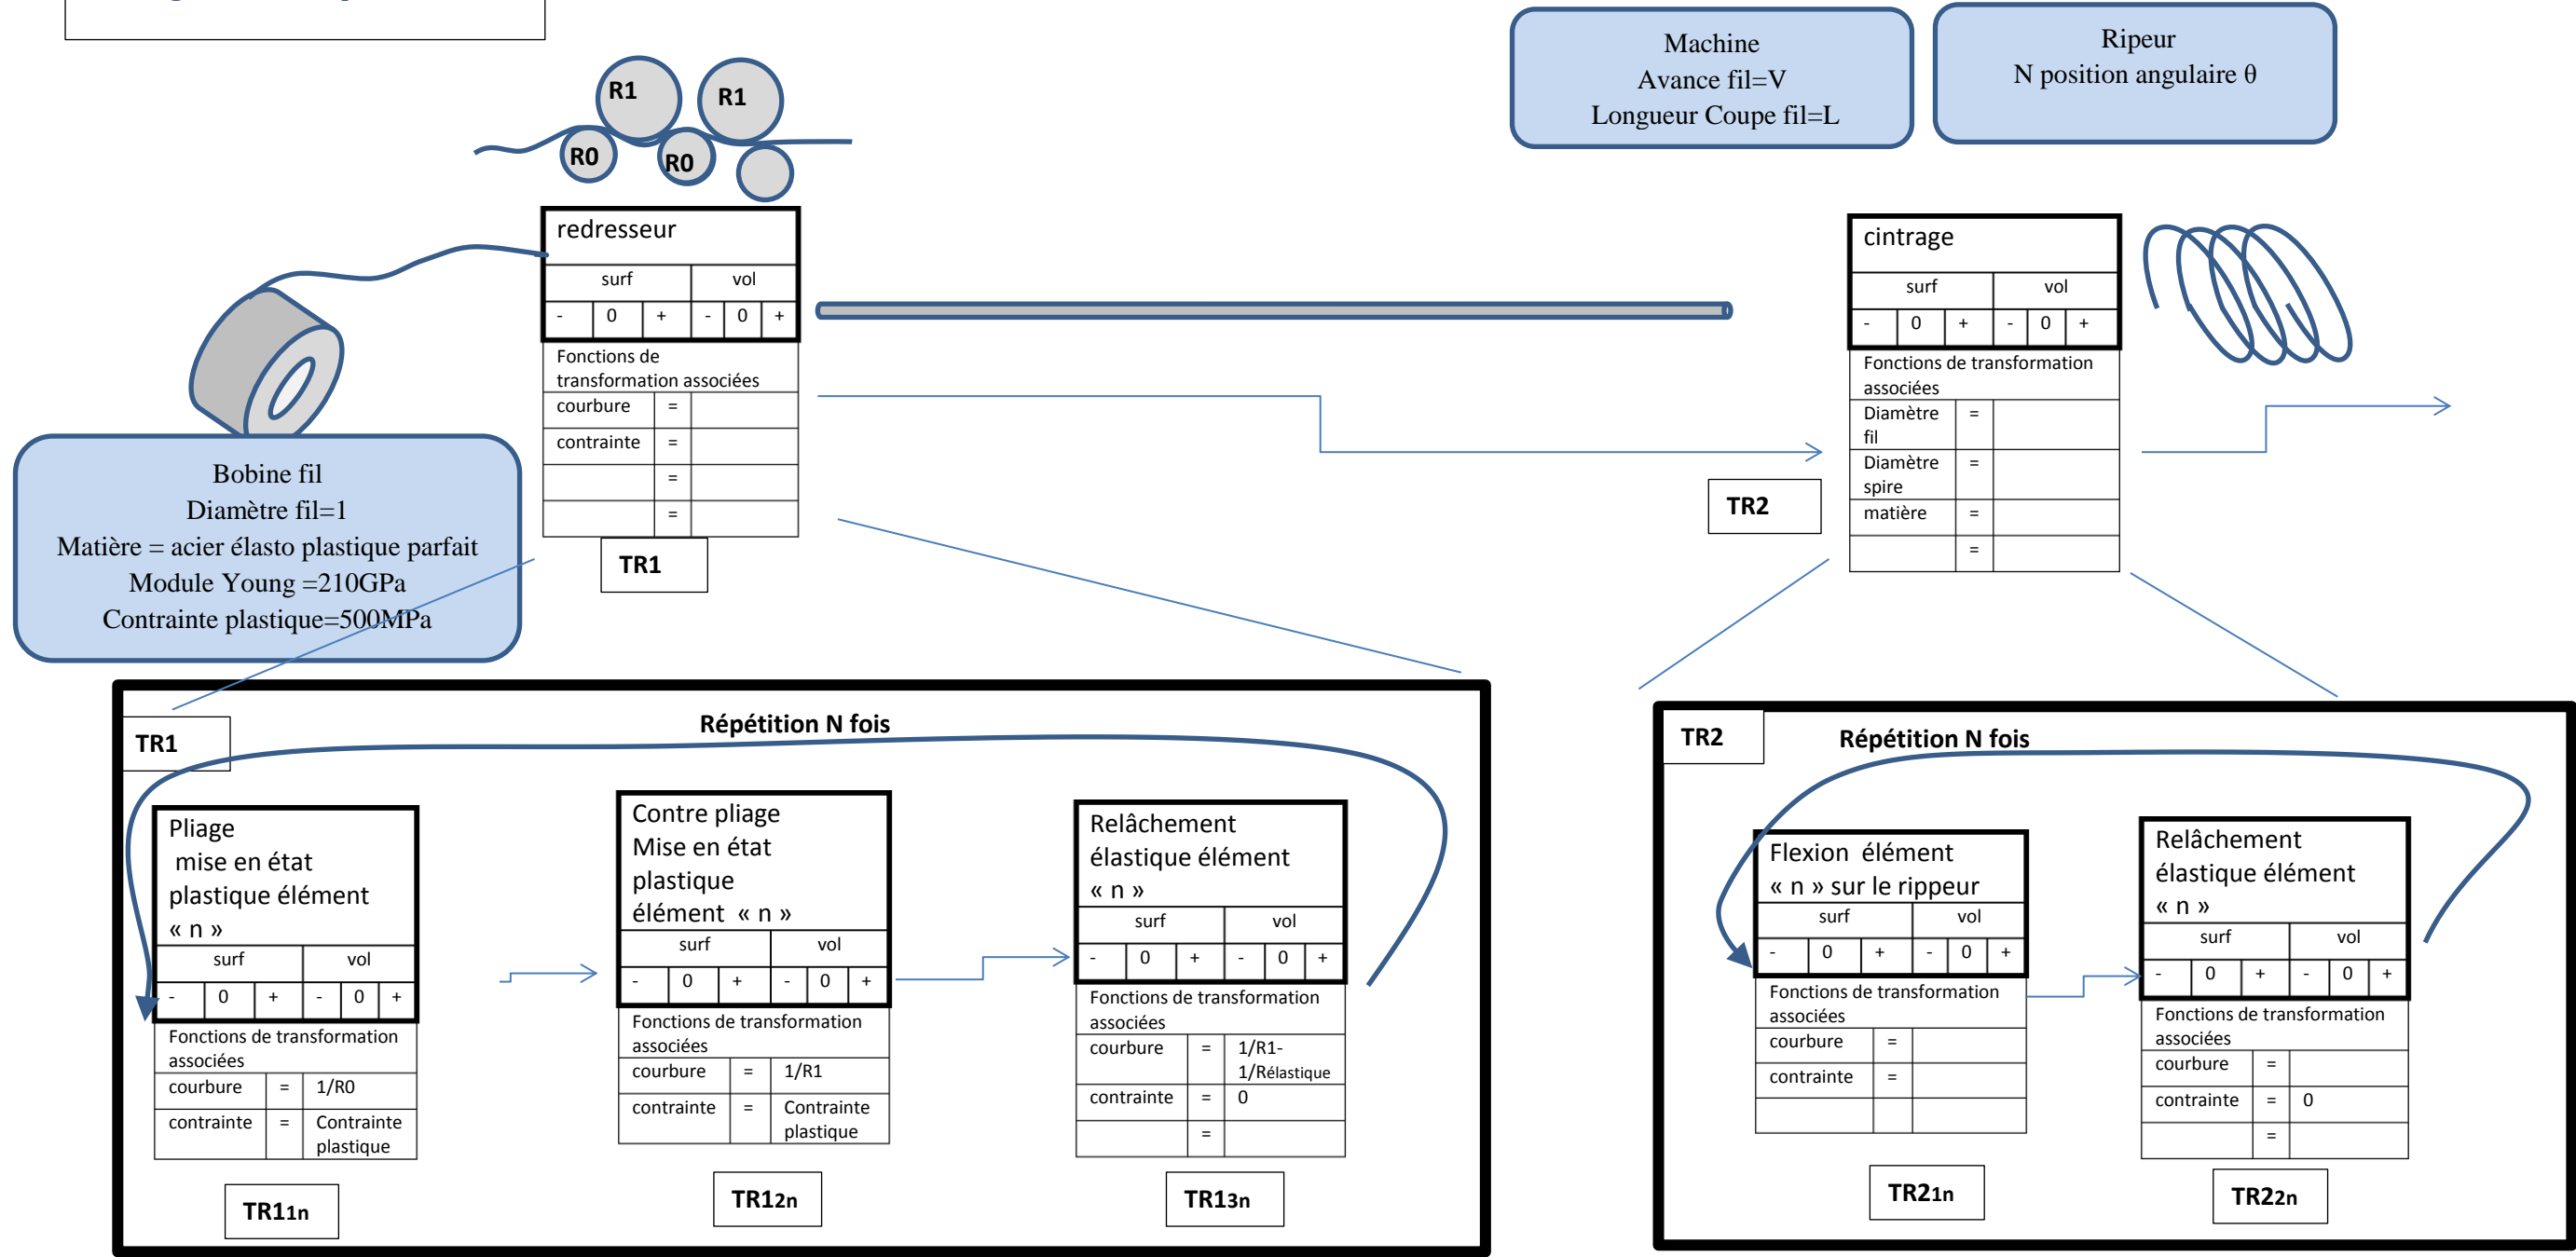 Machine
Avance fil=V
Longueur Coupe fil=L
Ripeur
N position angulaire θ
R1
R1
R0
R0
redresseur
surf vol
- 0 + - 0 +
Fonctions de
transformation associées
courbure =
contrainte =
=
=
TR1
cintrage
surf vol
- 0 + - 0 +
Fonctions de transformation
associées
Diamètre =
fil
Diamètre =
spire
matière =
=
TR2
Bobine fil
Diamètre fil=1
Matière = acier élasto plastique parfait
Module Young =210GPa
Contrainte plastique=500MPa
TR1
Répétition N fois
Pliage
mise en état
plastique élément
« n »
surf vol
- 0 + - 0 +
Fonctions de transformation
associées
courbure = 1/R0
contrainte = Contrainte
plastique
TR11n
Contre pliage
Mise en état
plastique
élément « n »
surf vol
- 0 + - 0 +
Fonctions de transformation
associées
courbure = 1/R1
contrainte = Contrainte
plastique
TR12n
Relâchement
élastique élément
« n »
surf vol
- 0 + - 0 +
Fonctions de transformation
associées
courbure = 1/R1-
1/Rélastique
contrainte = 0
=
TR13n
TR2
Répétition N fois
Flexion élément
« n » sur le rippeur
surf vol
- 0 + - 0 +
Fonctions de transformation
associées
courbure =
contrainte =
TR21n
Relâchement
élastique élément
« n »
surf vol
- 0 + - 0 +
Fonctions de transformation
associées
courbure =
contrainte = 0
=
TR22n